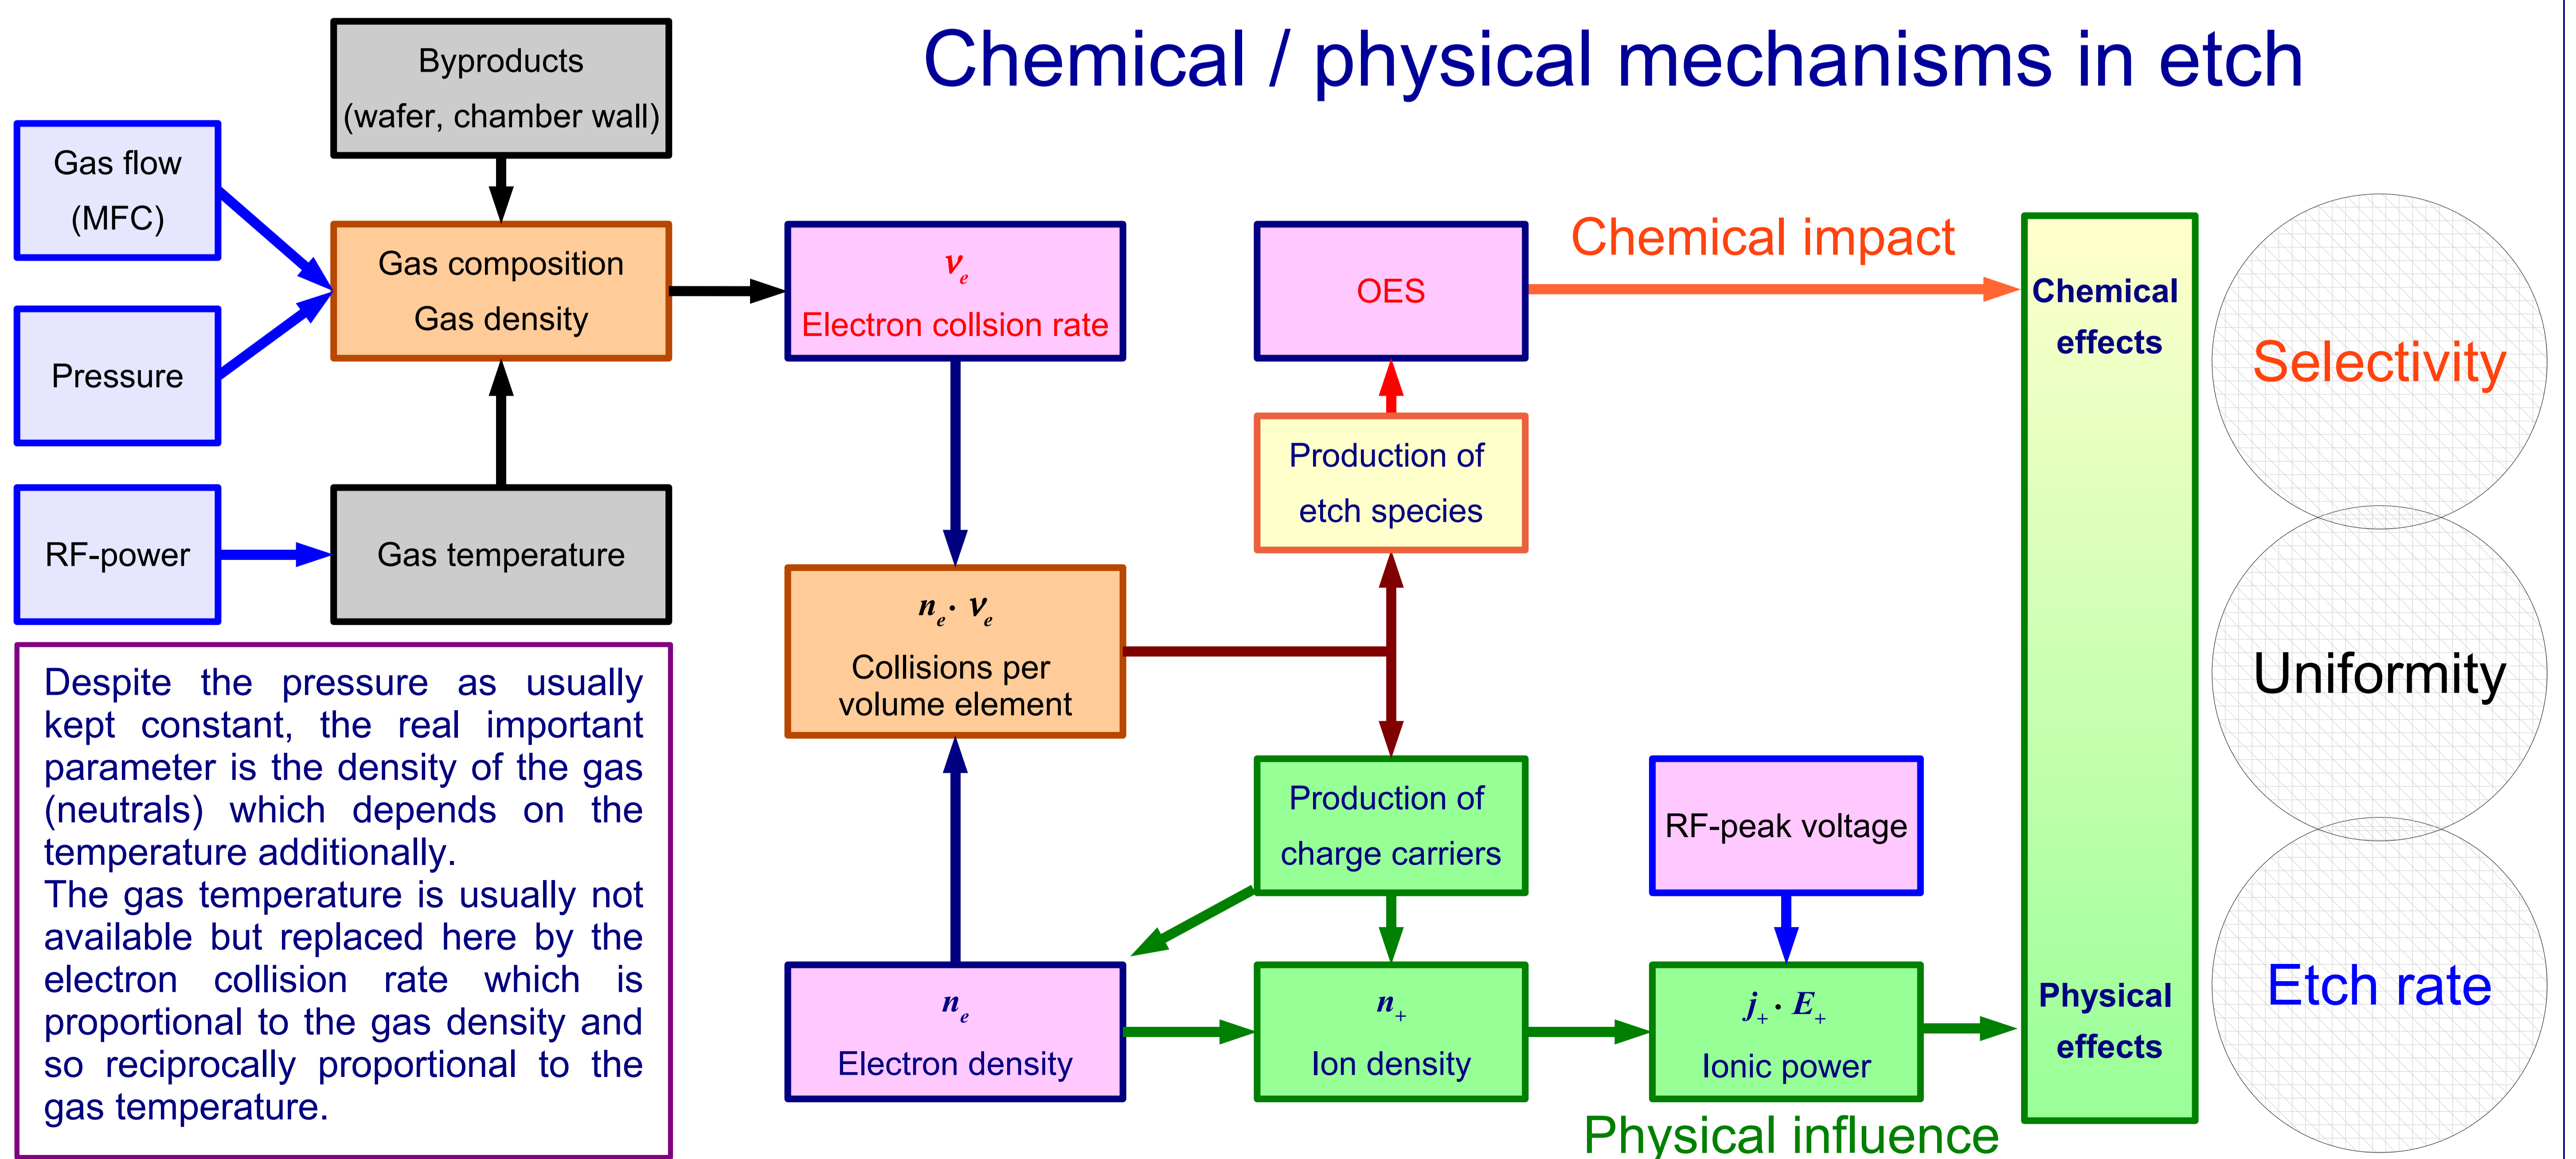 Chemical / physical mechanisms in etch
Byproducts
(wafer, chamber wall)
Gas flow
(MFC)
Gas composition
Gas density
Pressure
RF-power
Gas temperature
Despite the pressure as usually
kept constant, the real important
parameter is the density of the gas
(neutrals) which depends on the
temperature additionally.
The gas temperature is usually not
available but replaced here by the
electron collision rate which is
proportional to the gas density and
so reciprocally proportional to the
gas temperature.
νₑ
Electron collsion rate
nₑ · νₑ
Collisions per
volume element
nₑ
Electron density
OES
Production of
etch species
Production of
charge carriers
n₊
Ion density
Chemical impact
RF-peak voltage
j₊ · E₊
Ionic power
Physical influence
Chemical
effects
Physical
effects
Selectivity
Uniformity
Etch rate